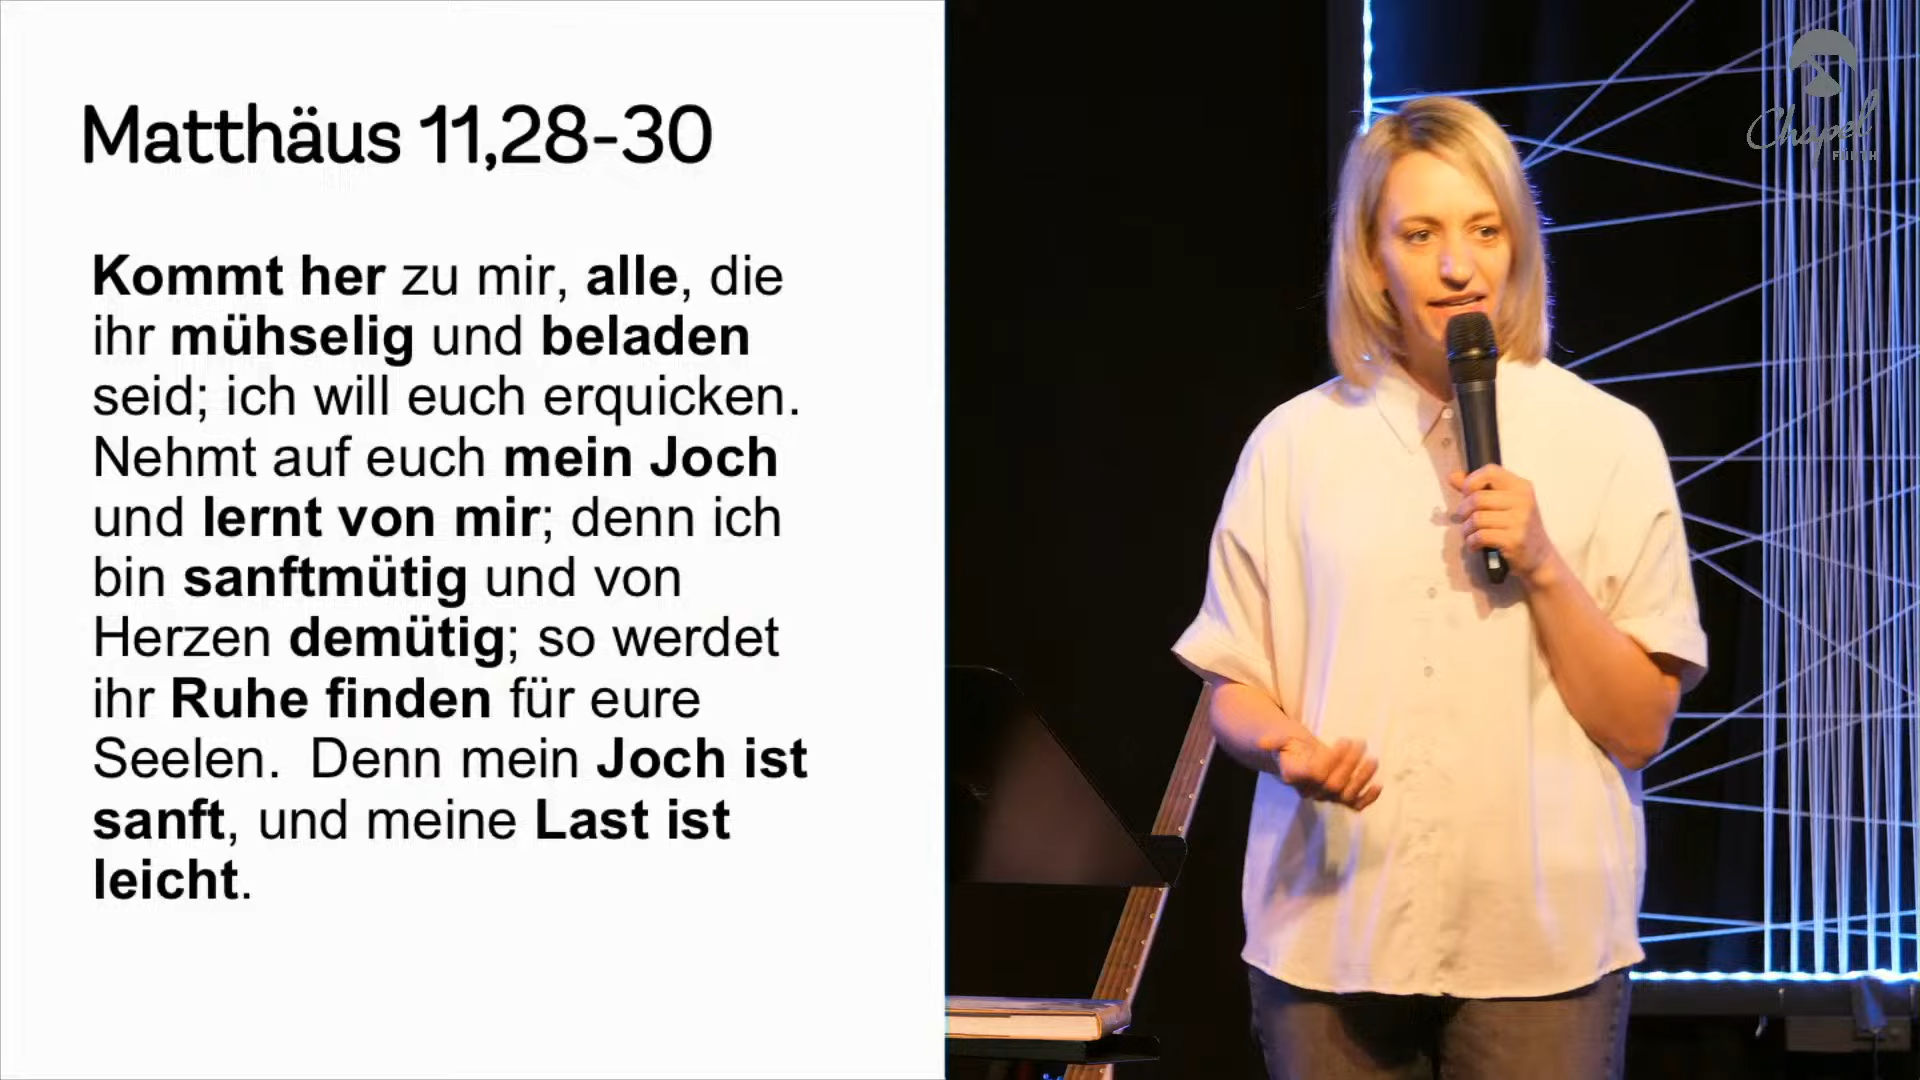 Matthäus 11,28-30
Kommt her zu mir, alle, die
ihr mühselig und beladen
seid; ich will euch erquicken.
Nehmt auf euch mein Joch
und lernt von mir; denn ich
bin sanftmütig und von
Herzen demütig; so werdet
ihr Ruhe finden für eure
Seelen.  Denn mein Joch ist
sanft, und meine Last ist
leicht.
Chapel